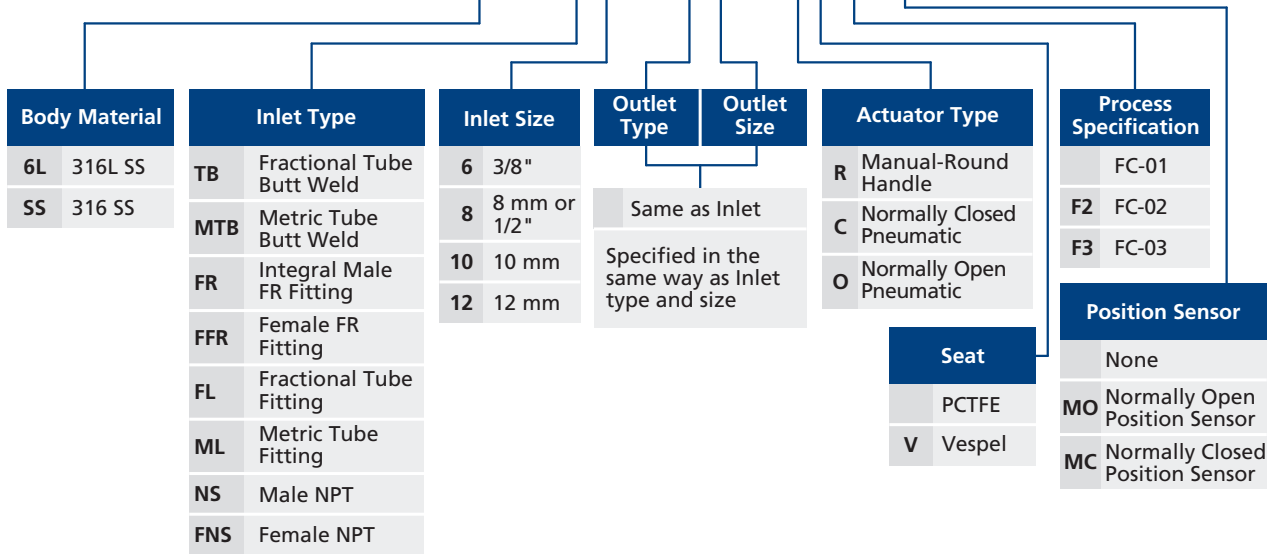 Body Material
6L 316L SS
SS 316 SS
Inlet Type
TB Fractional Tube
Butt Weld
MTB Metric Tube
Butt Weld
FR Integral Male
FR Fitting
FFR Female FR
Fitting
FL Fractional Tube
Fitting
ML Metric Tube
Fitting
NS Male NPT
FNS Female NPT
Inlet Size
6 3/8"
8 8 mm or
1/2"
10 10 mm
12 12 mm
Outlet
Type
Outlet
Size
Same as Inlet
Specified in the
same way as Inlet
type and size
Actuator Type
R Manual-Round
Handle
C Normally Closed
Pneumatic
O Normally Open
Pneumatic
Seat
PCTFE
V Vespel
Process
Specification
FC-01
F2 FC-02
F3 FC-03
Position Sensor
None
MO Normally Open
Position Sensor
MC Normally Closed
Position Sensor